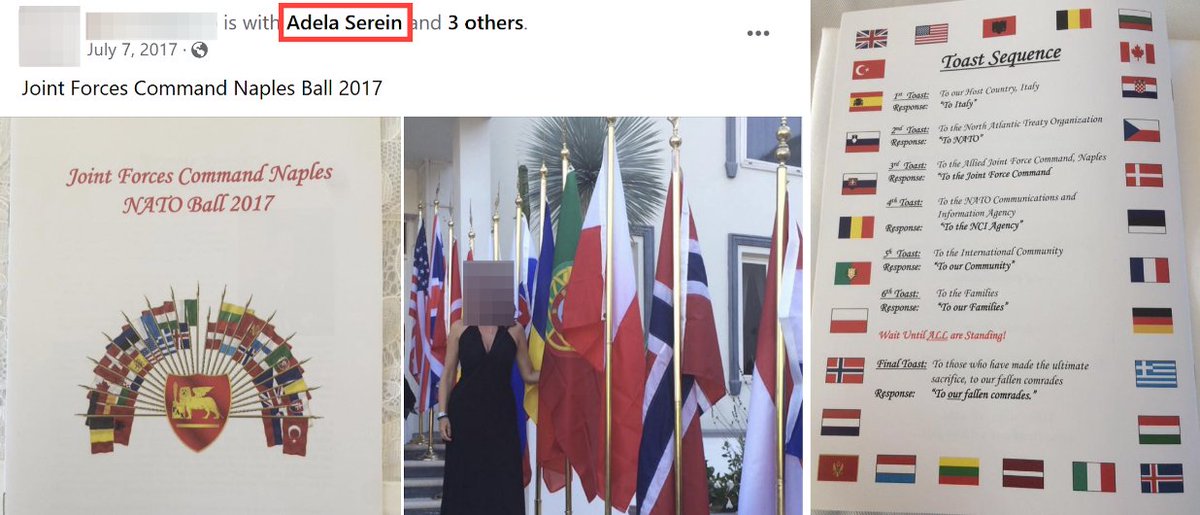 is with Adela Serein and 3 others.
July 7, 2017 ·
Joint Forces Command Naples Ball 2017
Joint Forces Command Naples
NATO Ball 2017
Toast Sequence
1st Toast: To our Host Country, Italy
Response: "To Italy"
2nd Toast: To the North Atlantic Treaty Organization
Response: "To NATO"
3rd Toast: To the Allied Joint Force Command, Naples
Response: "To the Joint Force Command
4th Toast: To the NATO Communications and
Information Agency
Response: "To the NCI Agency"
5th Toast: To the International Community
Response: "To our Community"
6th Toast: To the Families
Response: "To our Families"
Wait Until ALL are Standing!
Final Toast: To those who have made the ultimate
sacrifice, to our fallen comrades
Response: "To our fallen comrades."